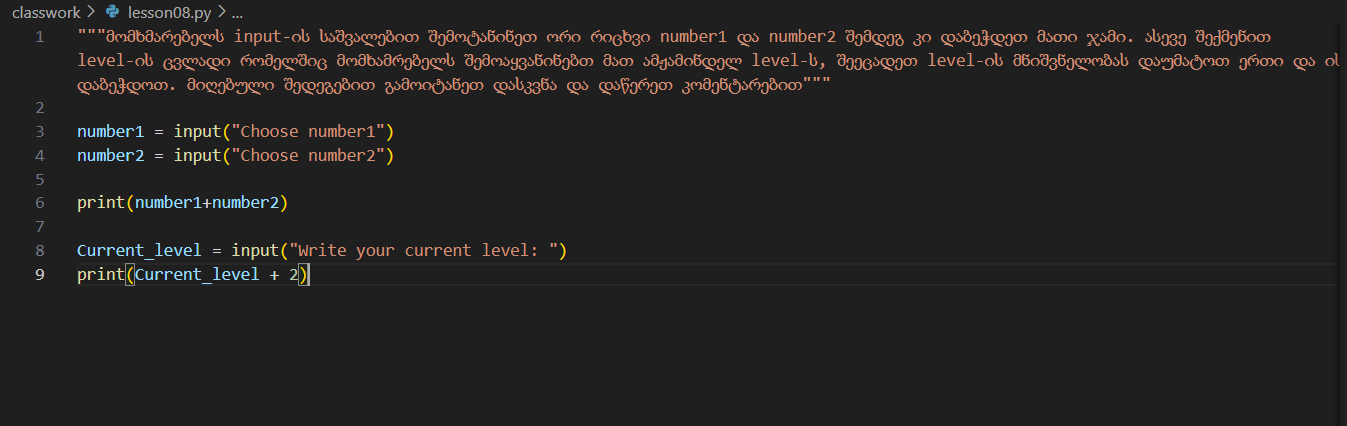 classwork > lesson08.py > ...
1 """მომხმარებელს input-ის საშვალებით შემოტანინეთ ორი რიცხვი number1 და number2 შემდეგ კი დაბეჭდეთ მათი ჯამი. ასევე შექმენით
level-ის ცვლადი რომელშიც მომხამრებელს შემოაყვანინებთ მათ ამჟამინდელ level-ს, შეეცადეთ level-ის მნიშვნელობას დაუმატოთ ერთი და ის
დაბეჭდოთ. მიღებული შედეგებით გამოიტანეთ დასკვნა და დაწერეთ კომენტარებით"""
2
3 number1 = input("Choose number1")
4 number2 = input("Choose number2")
5
6 print(number1+number2)
7
8 Current_level = input("Write your current level: ")
9 print(Current_level + 2)